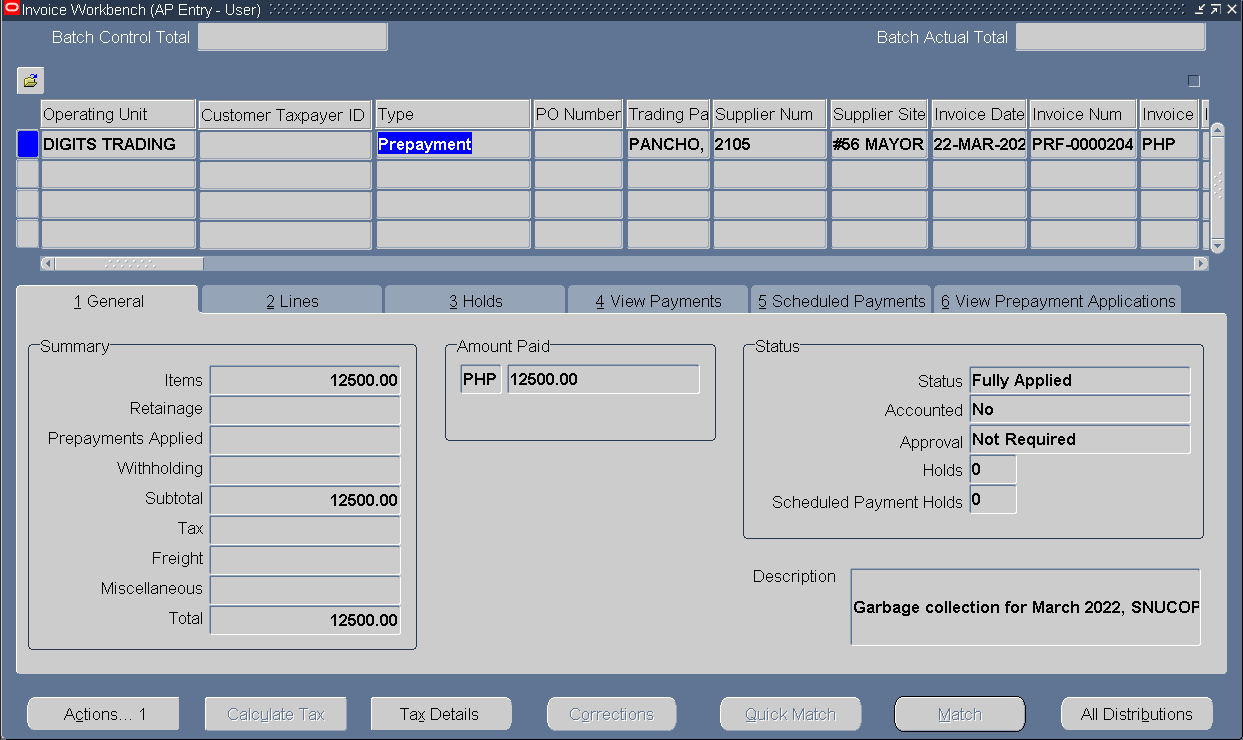 Invoice Workbench (AP Entry - User)
Batch Control Total
Batch Actual Total
Operating Unit Customer Taxpayer ID Type PO Number Trading Pa Supplier Num Supplier Site Invoice Date Invoice Num Invoice I
DIGITS TRADING Prepayment PANCHO, 2105 #56 MAYOR 22-MAR-202 PRF-0000204 PHP
1 General 2 Lines 3 Holds 4 View Payments 5 Scheduled Payments 6 View Prepayment Applications
Summary
Items 12500.00
Retainage
Prepayments Applied
Withholding
Subtotal 12500.00
Tax
Freight
Miscellaneous
Total 12500.00
Amount Paid
PHP 12500.00
Status
Status Fully Applied
Accounted No
Approval Not Required
Holds 0
Scheduled Payment Holds 0
Description
Garbage collection for March 2022, SNUCOP
Actions... 1 Calculate Tax Tax Details Corrections Quick Match Match All Distributions